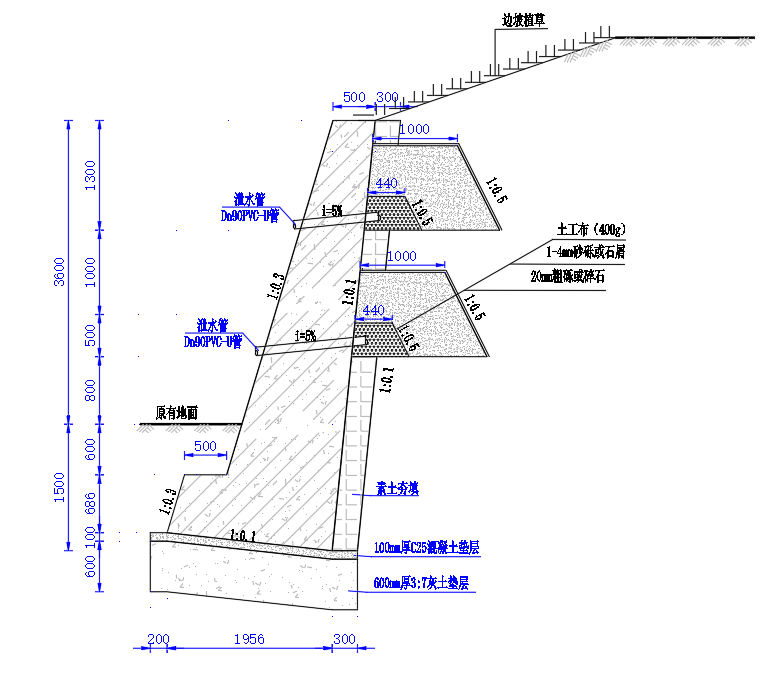 边坡植草
500
300
1000
1300
440
泄水管
Dn90PVC-U管
i=5%
1:0.5
1:0.5
土工布（400g）
1-4mm砂砾或石屑
20mm粗砾或碎石
3600
1000
1000
1:0.3
1:0.1
440
1:0.5
1:0.5
500
泄水管
Dn90PVC-U管
i=5%
800
1:0.1
原有地面
600
500
1500
686
1:0.3
素土夯填
100
1:0.1
100mm厚C25混凝土垫层
600
600mm厚3:7灰土垫层
200
1956
300